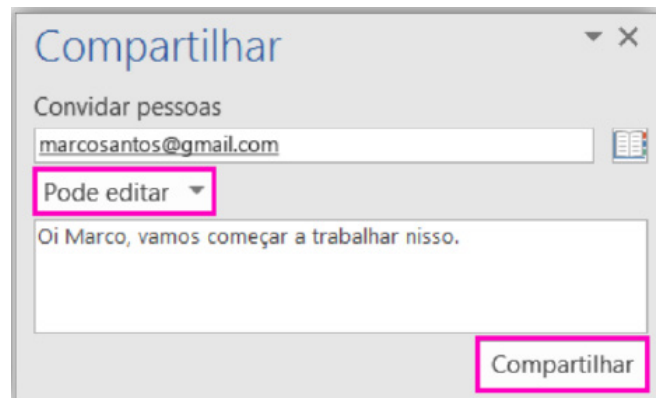 Compartilhar
Convidar pessoas
marcosantos@gmail.com
Pode editar
Oi Marco, vamos começar a trabalhar nisso.
Compartilhar